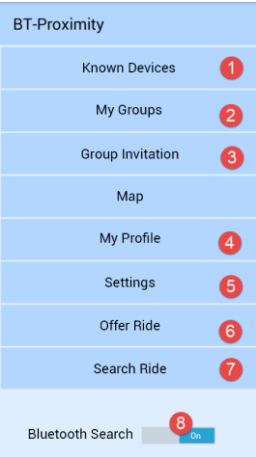 BT-Proximity
Known Devices 1
My Groups 2
Group Invitation 3
Map
My Profile 4
Settings 5
Offer Ride 6
Search Ride 7
8
Bluetooth Search On